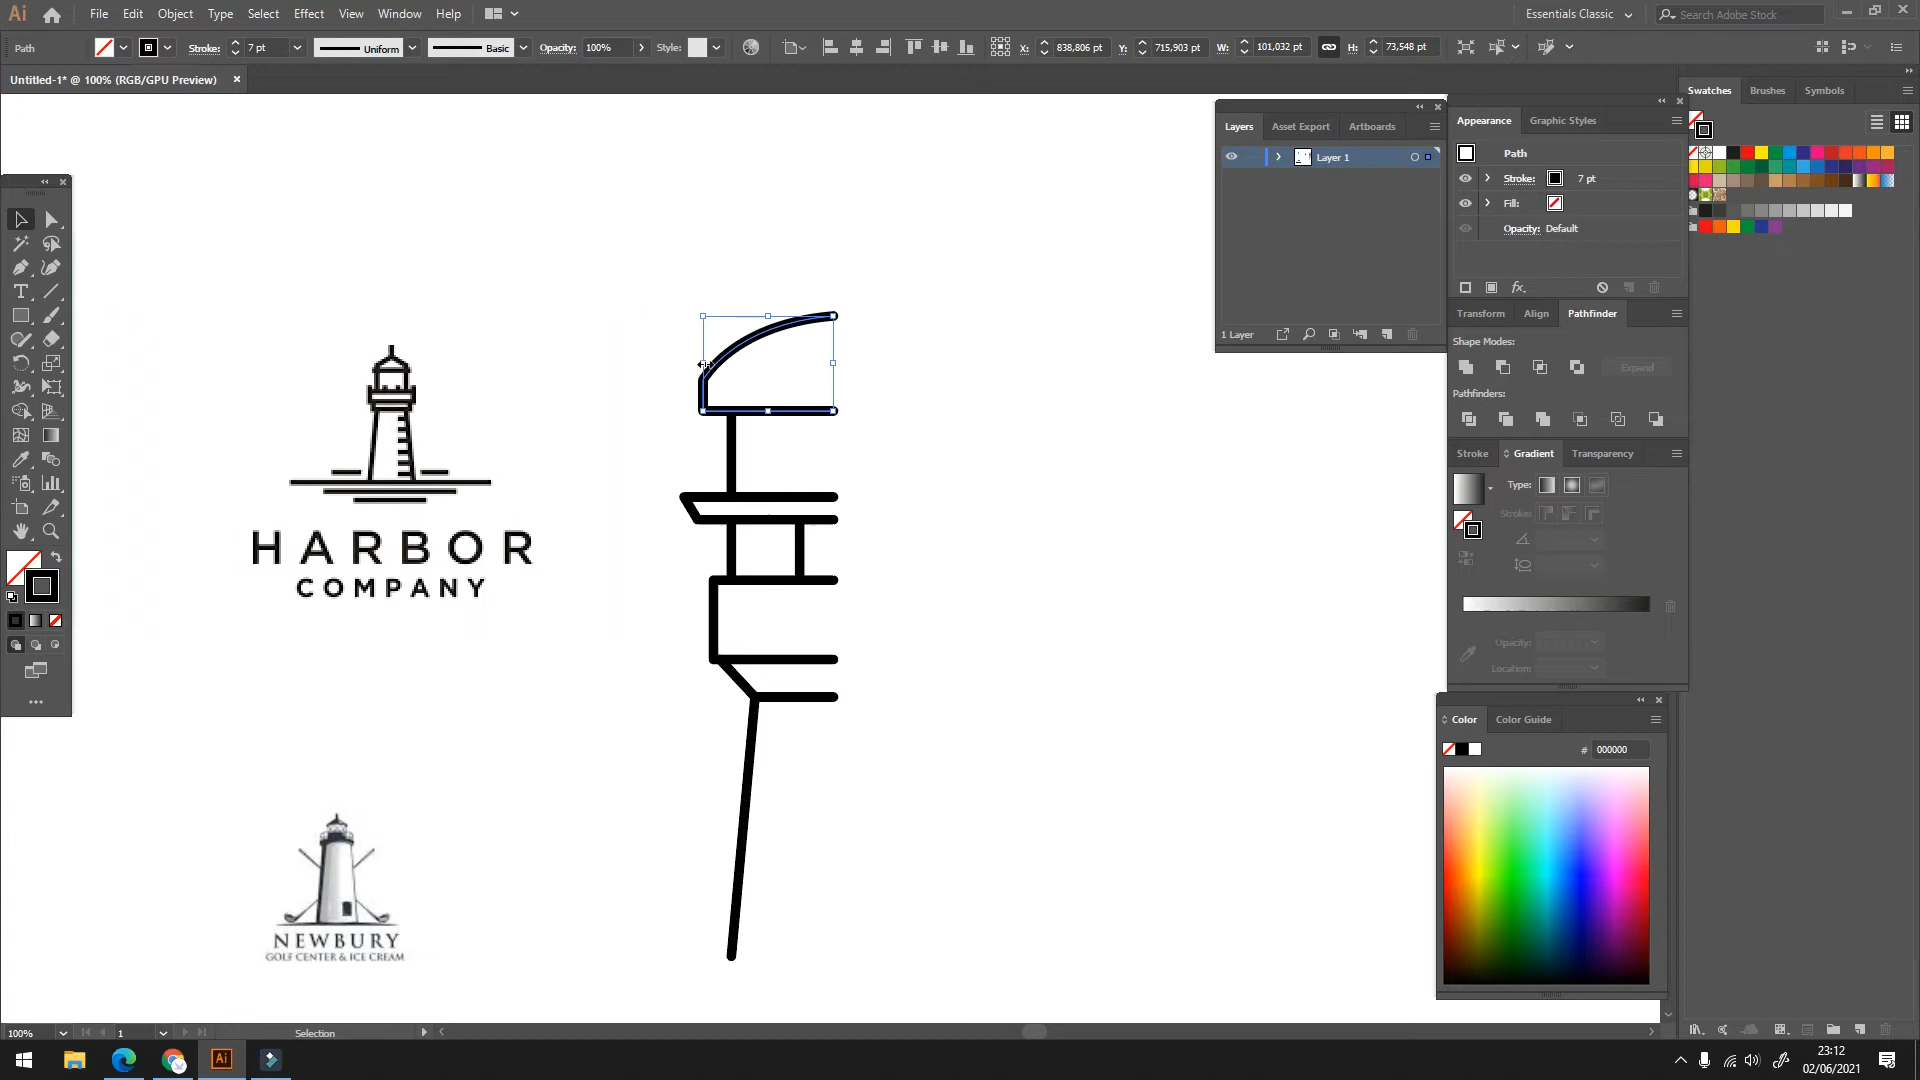 Ai File Edit Object Type Select Effect View Window Help Essentials Classic Search Adobe Stock
Path Stroke: 7 pt Uniform Basic Opacity: 100% Style: X: 838,806 pt Y: 715,903 pt W: 101,032 pt H: 73,548 pt
Untitled-1* @ 100% (RGB/GPU Preview)
Swatches Brushes Symbols
Layers Asset Export Artboards
Layer 1
1 Layer
Appearance Graphic Styles
Path
Stroke: 7 pt
Fill:
Opacity: Default
fx.
Transform Align Pathfinder
Shape Modes:
Expand
Pathfinders:
Stroke Gradient Transparency
Type:
Stroke:
Opacity:
Location:
Color Color Guide
# 000000
HARBOR
COMPANY
NEWBURY
GOLF CENTER & ICE CREAM
100% 1 Selection
Ai
23:12
02/06/2021